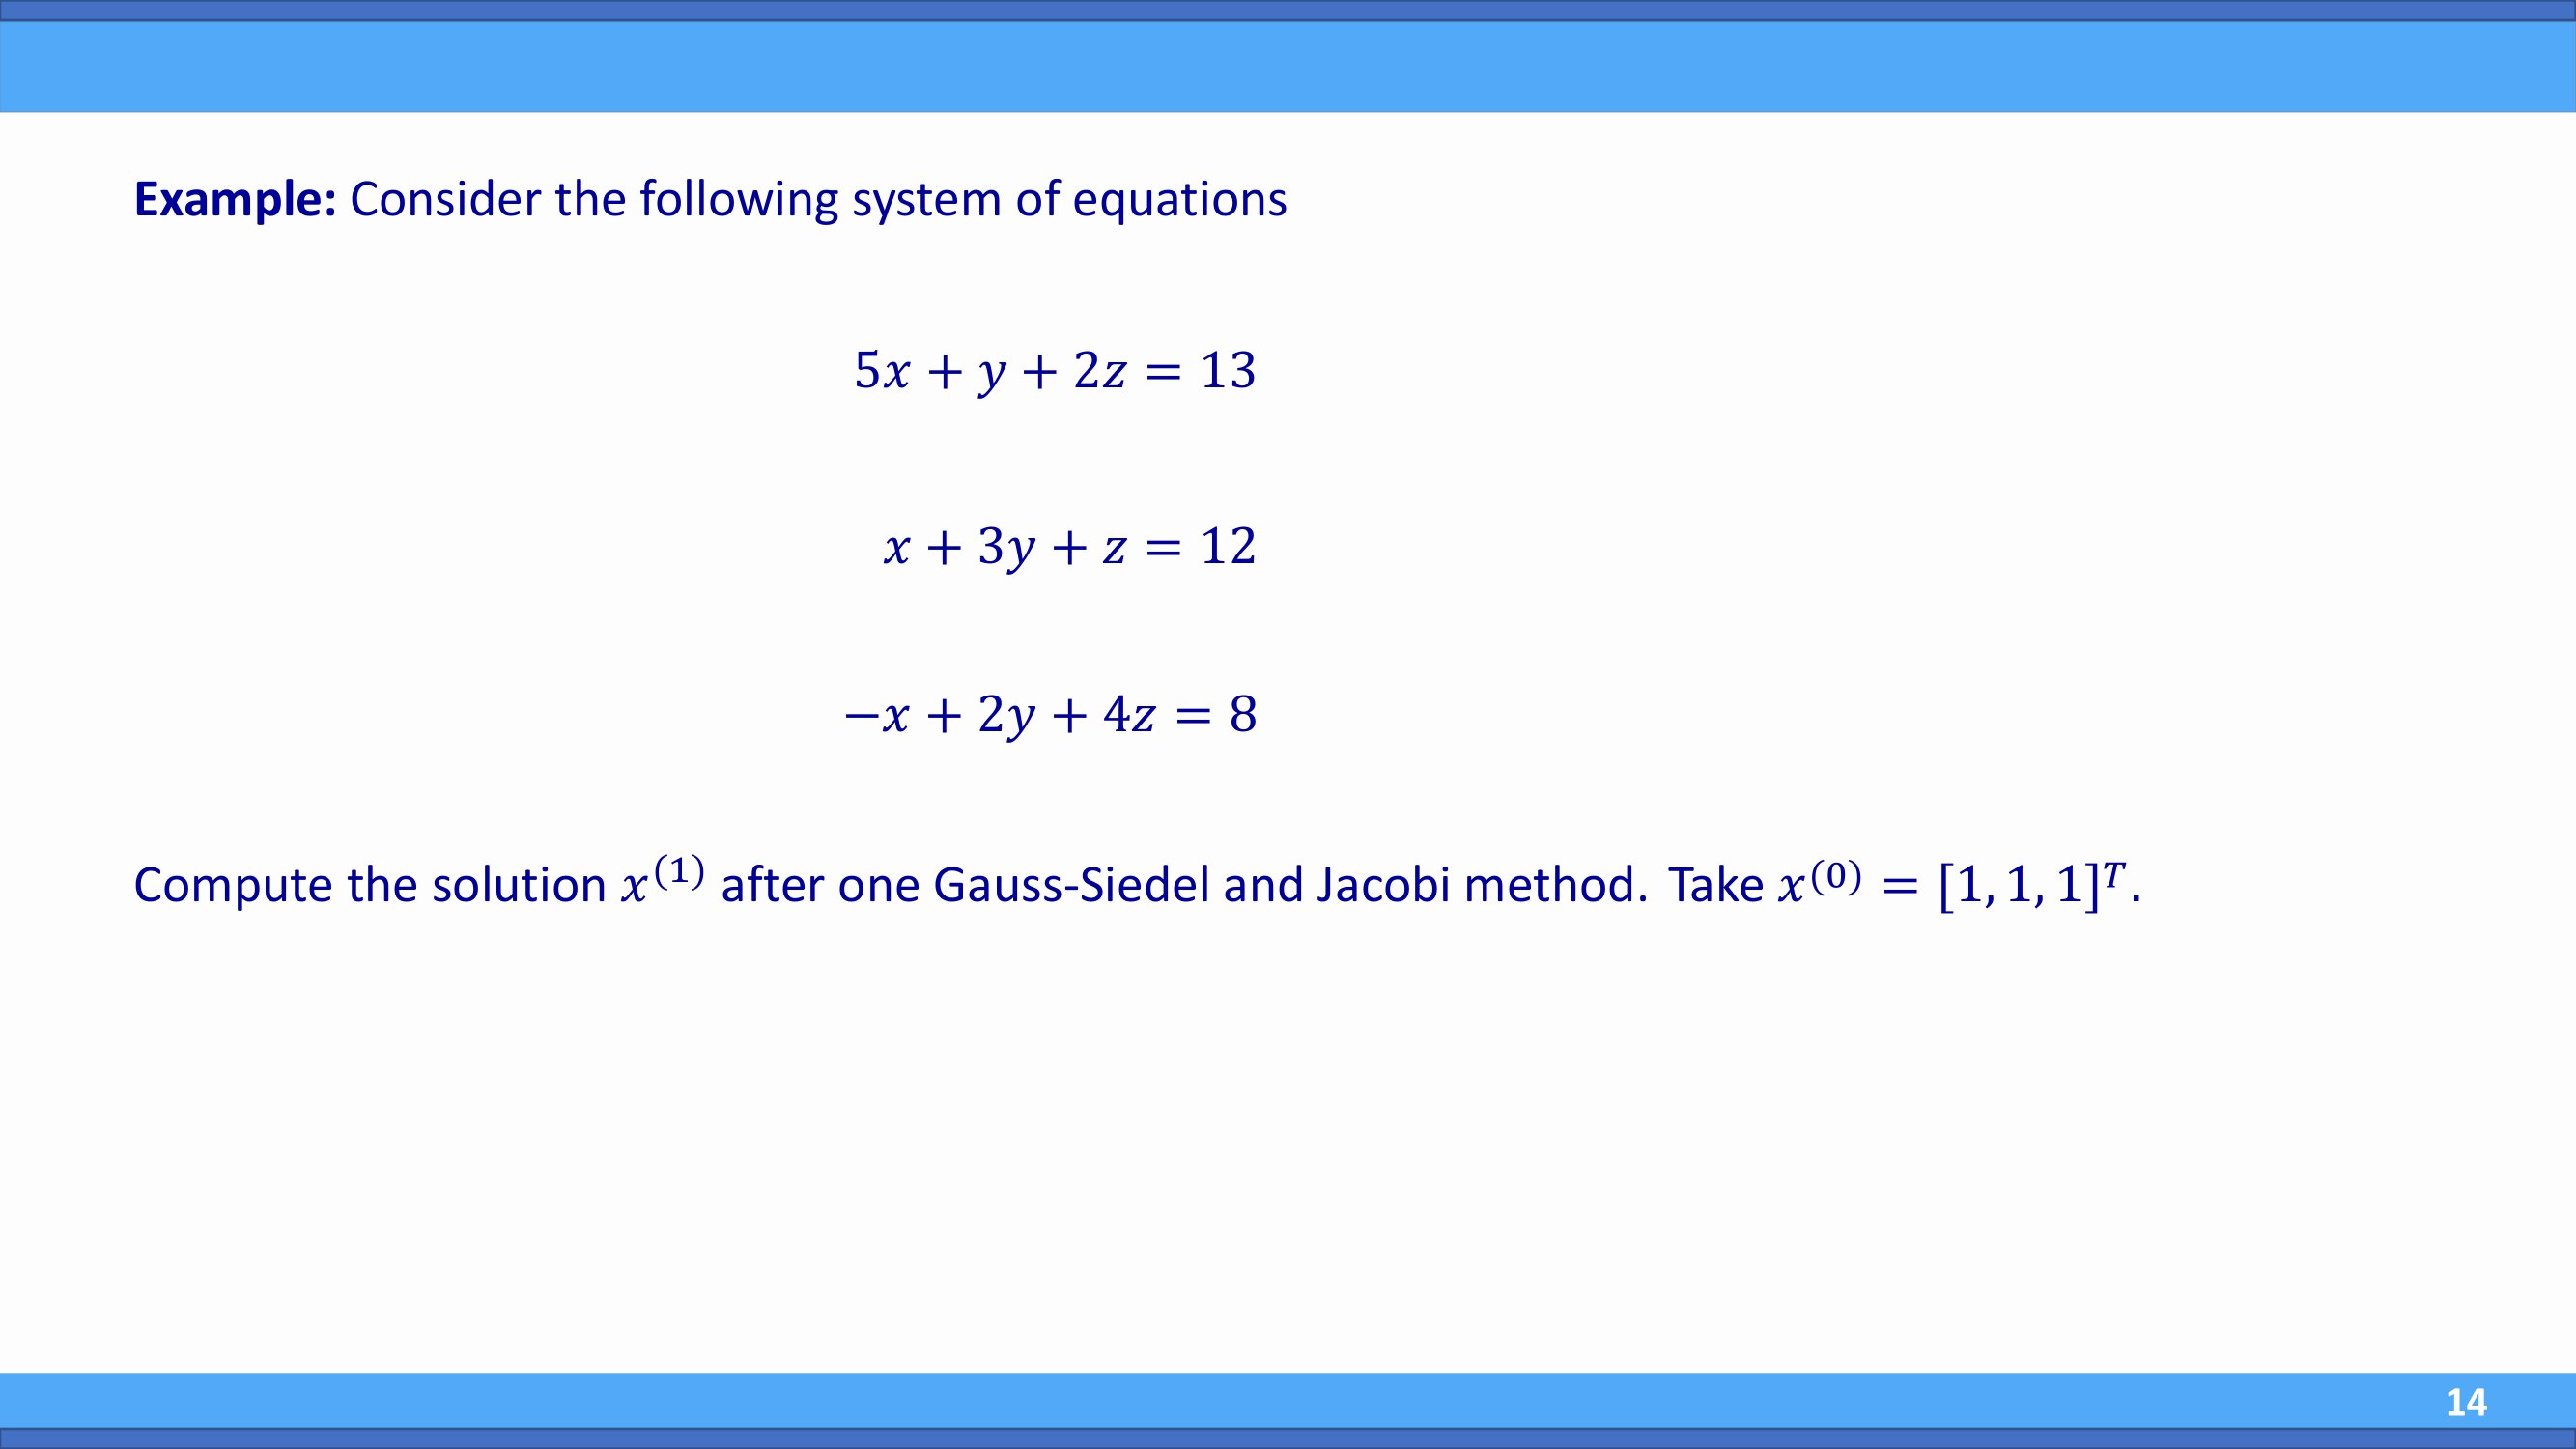 Example: Consider the following system of equations
5x + y + 2z = 13
x + 3y + z = 12
−x + 2y + 4z = 8
Compute the solution x^(1) after one Gauss-Siedel and Jacobi method. Take x^(0) = [1, 1, 1]^T.
14